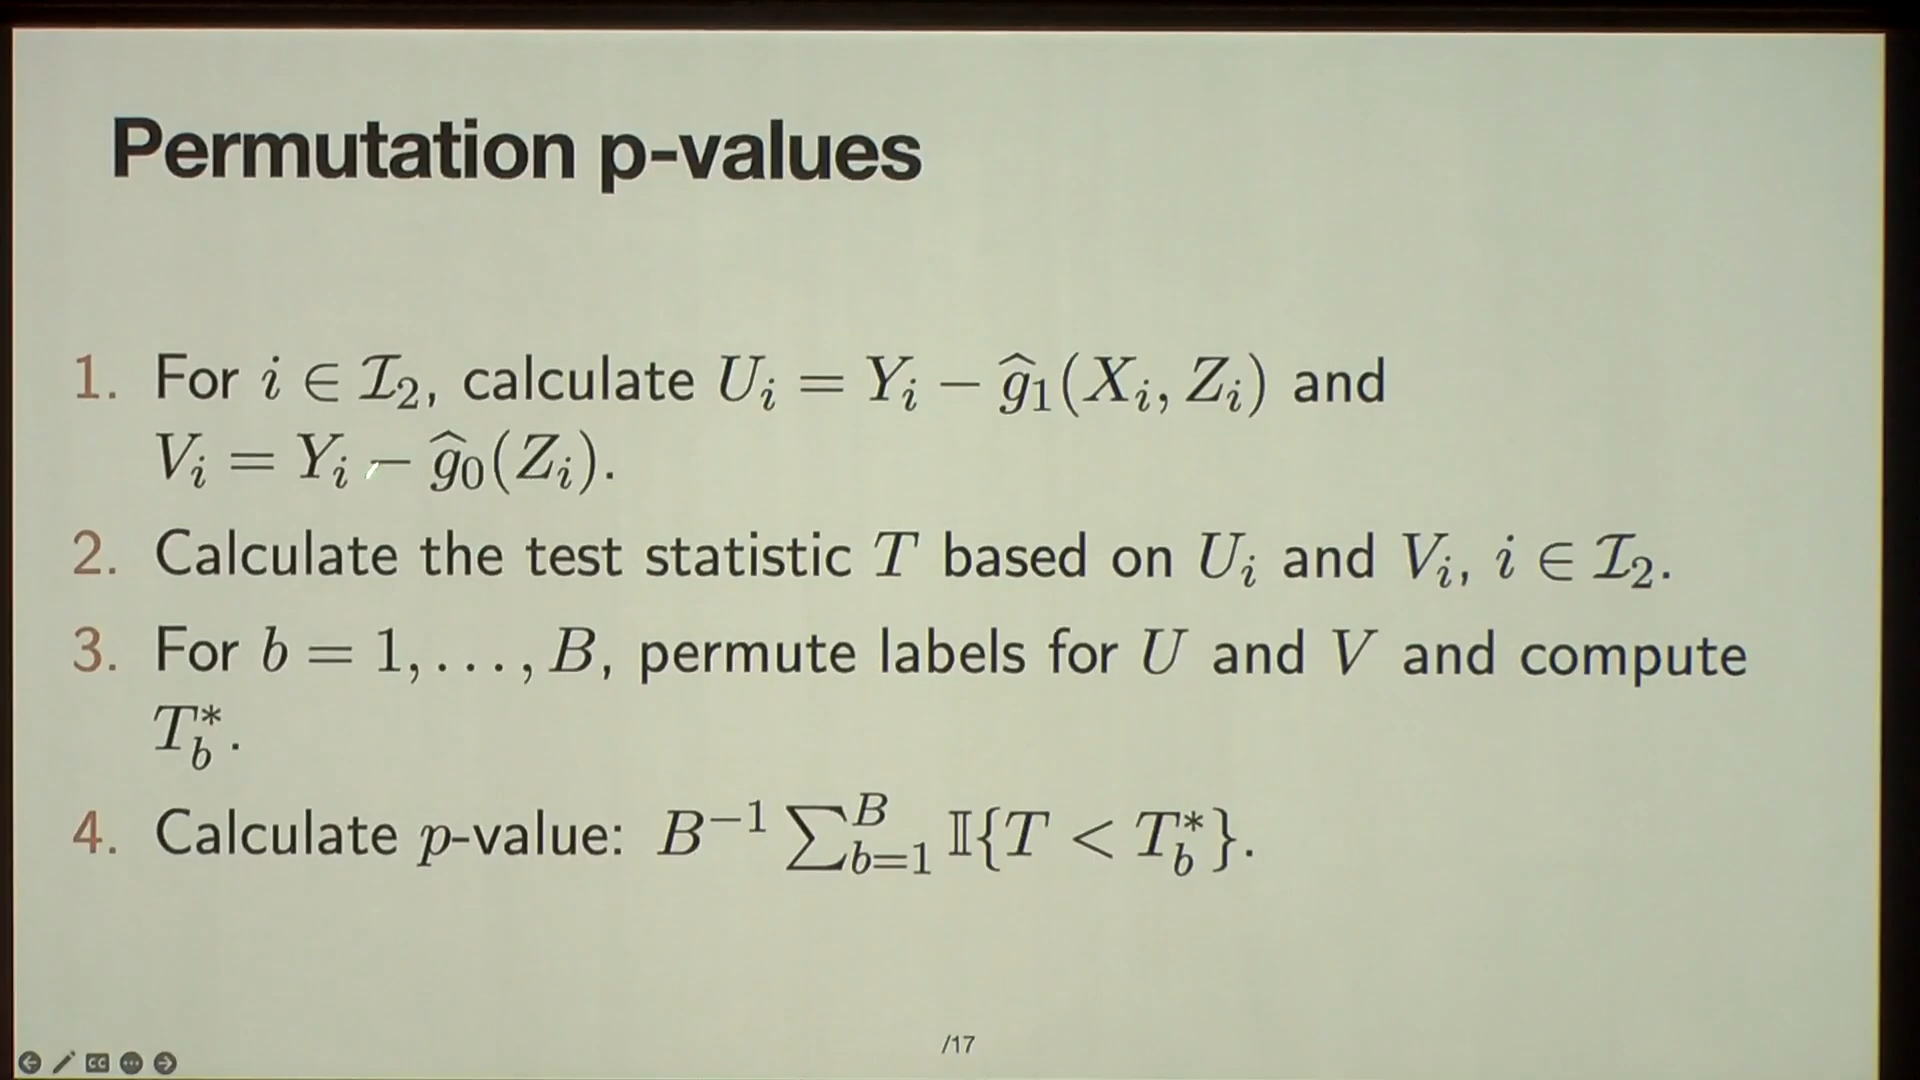 Permutation p-values
1. For i ∈ ℐ₂, calculate Uᵢ = Yᵢ − ĝ₁(Xᵢ, Zᵢ) and
Vᵢ = Yᵢ − ĝ₀(Zᵢ).
2. Calculate the test statistic T based on Uᵢ and Vᵢ, i ∈ ℐ₂.
3. For b = 1, . . . , B, permute labels for U and V and compute
T*_b.
4. Calculate p-value: B⁻¹ ∑_{b=1}^{B} 𝕀{T < T*_b}.
/17
CC